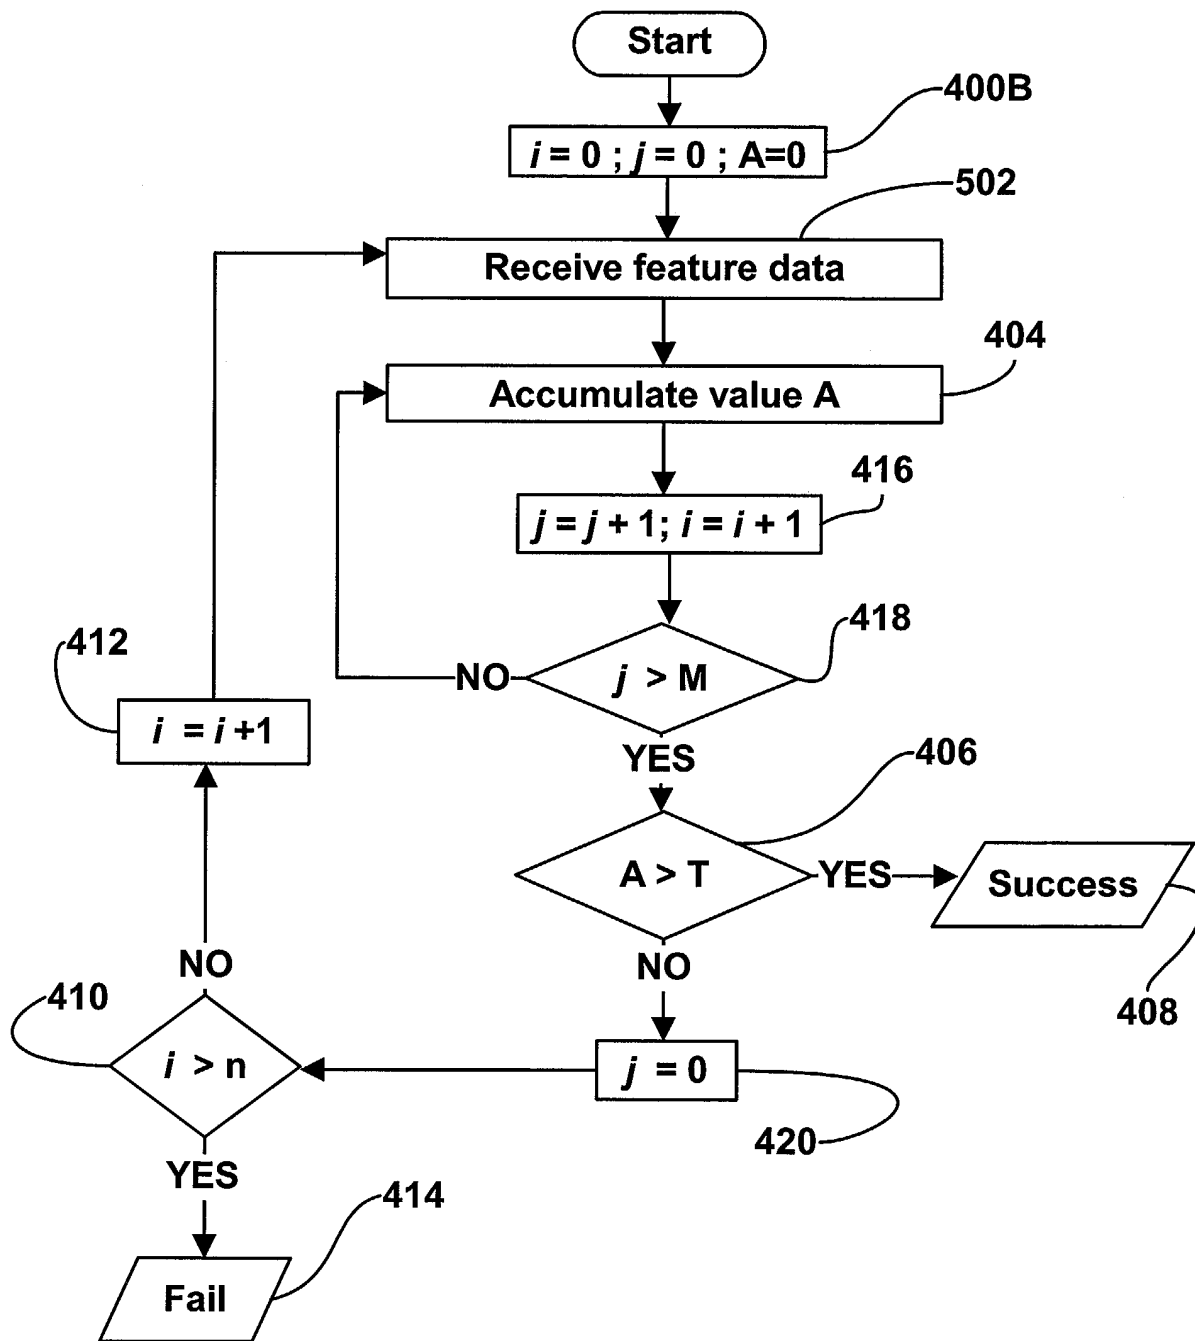 Start
400B
i = 0 ; j = 0 ; A=0
502
Receive feature data
404
Accumulate value A
416
j = j + 1; i = i + 1
412
418
NO
j > M
i = i +1
YES
406
A > T
YES
Success
NO
NO
410
408
i > n
j = 0
420
YES
414
Fail